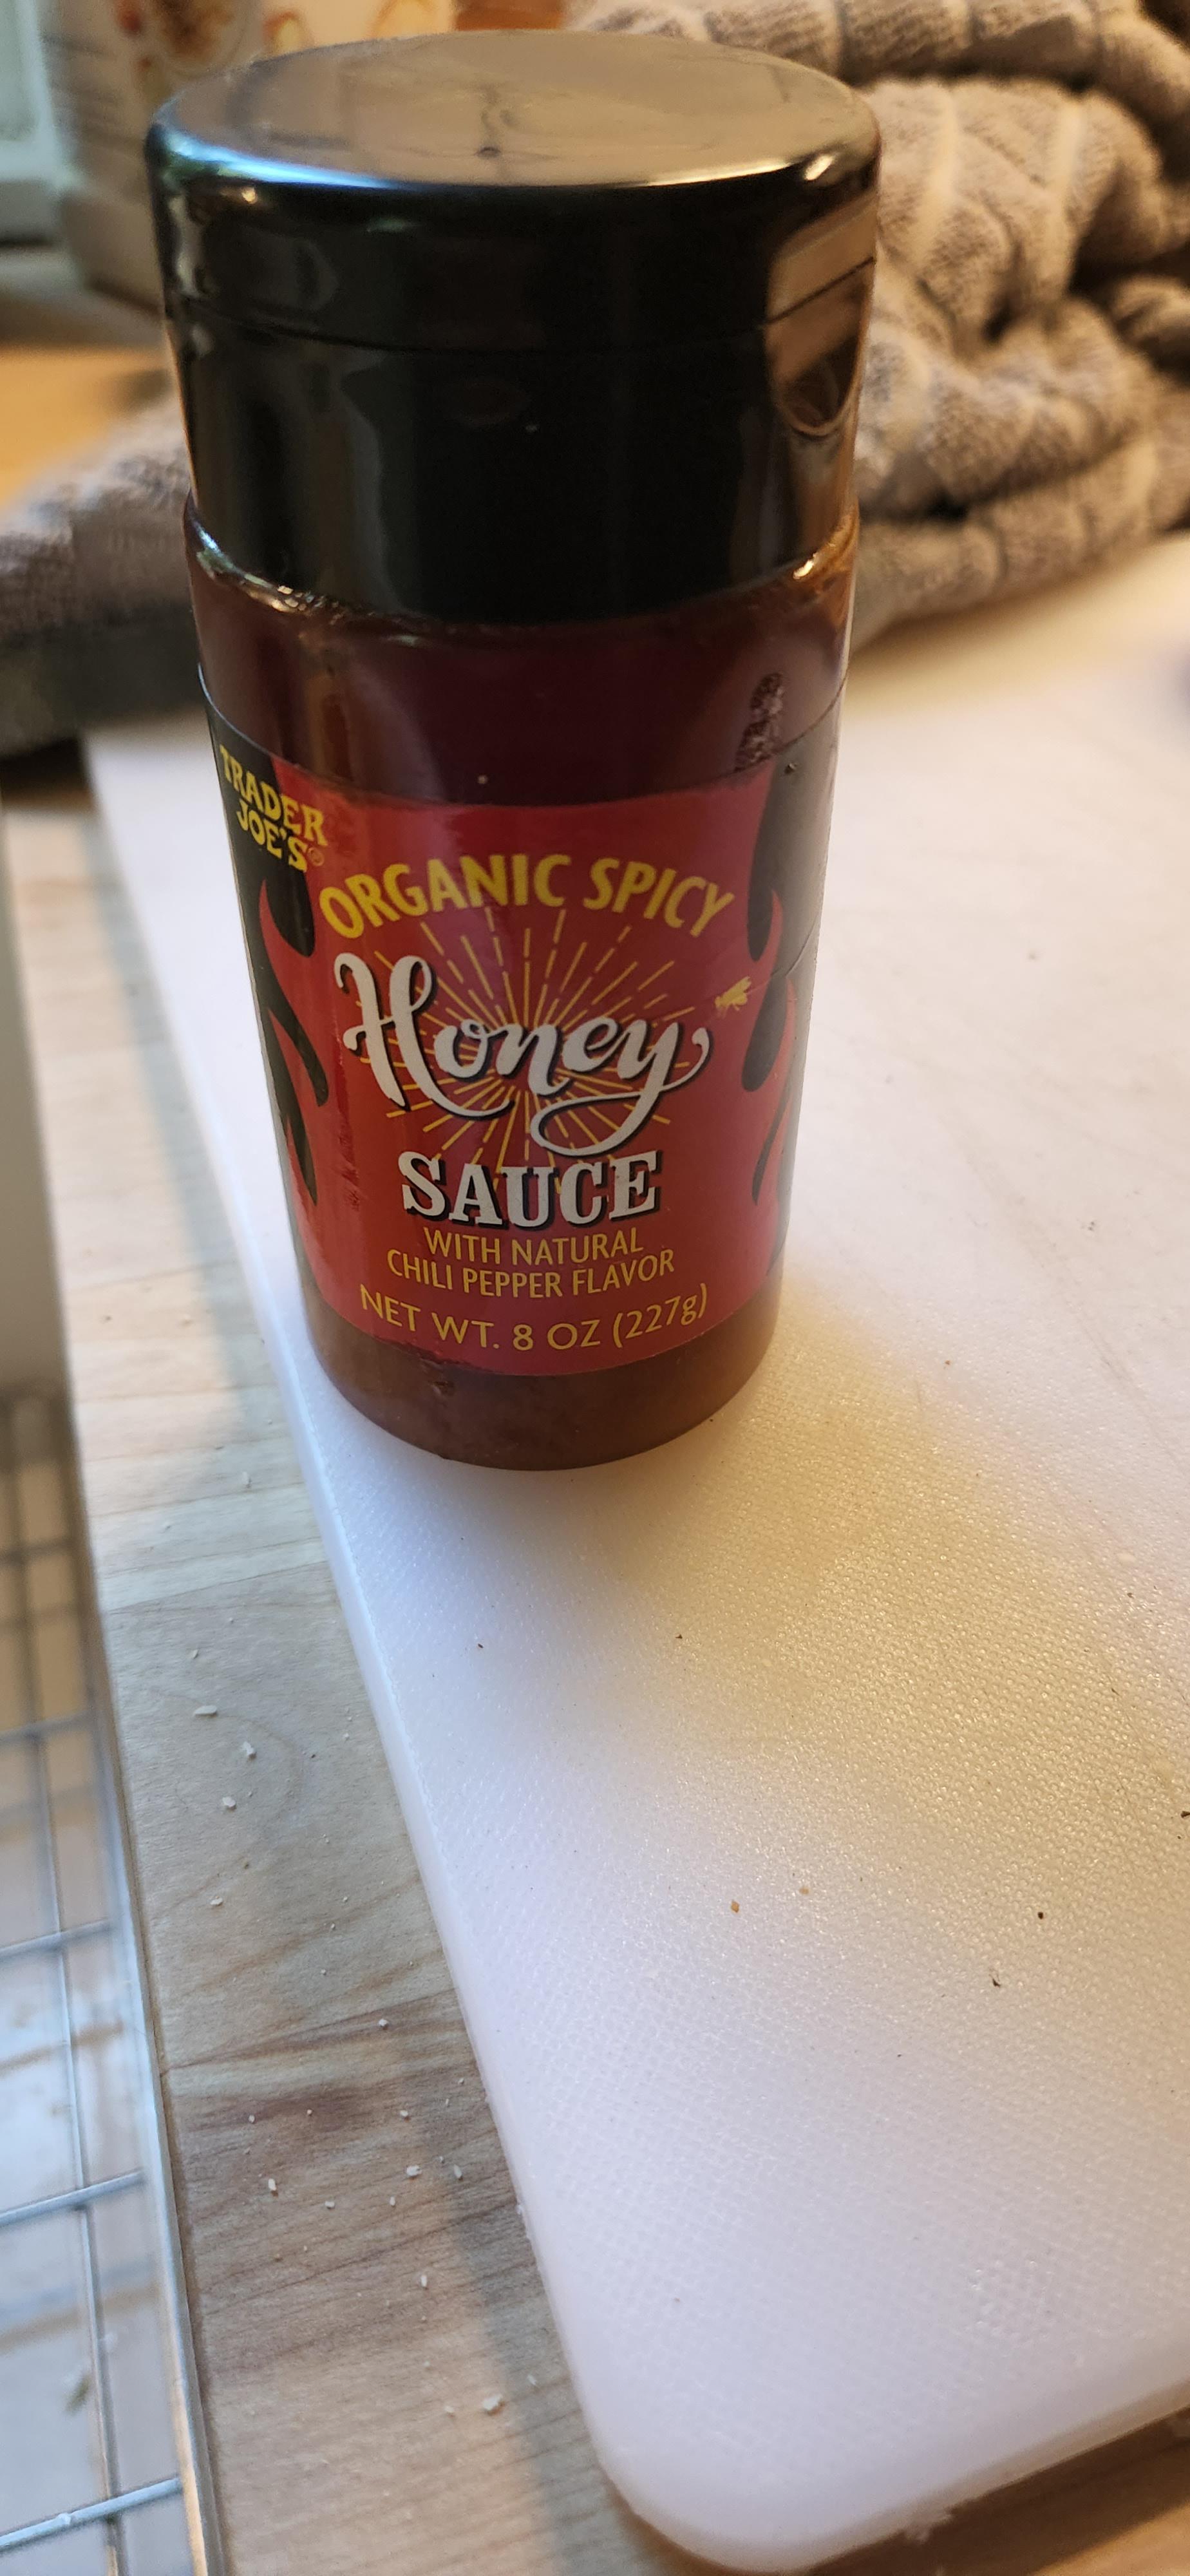 TRADER
JOE'S®
ORGANIC SPICY
Honey
SAUCE
WITH NATURAL
CHILI PEPPER FLAVOR
NET WT. 8 OZ (227g)